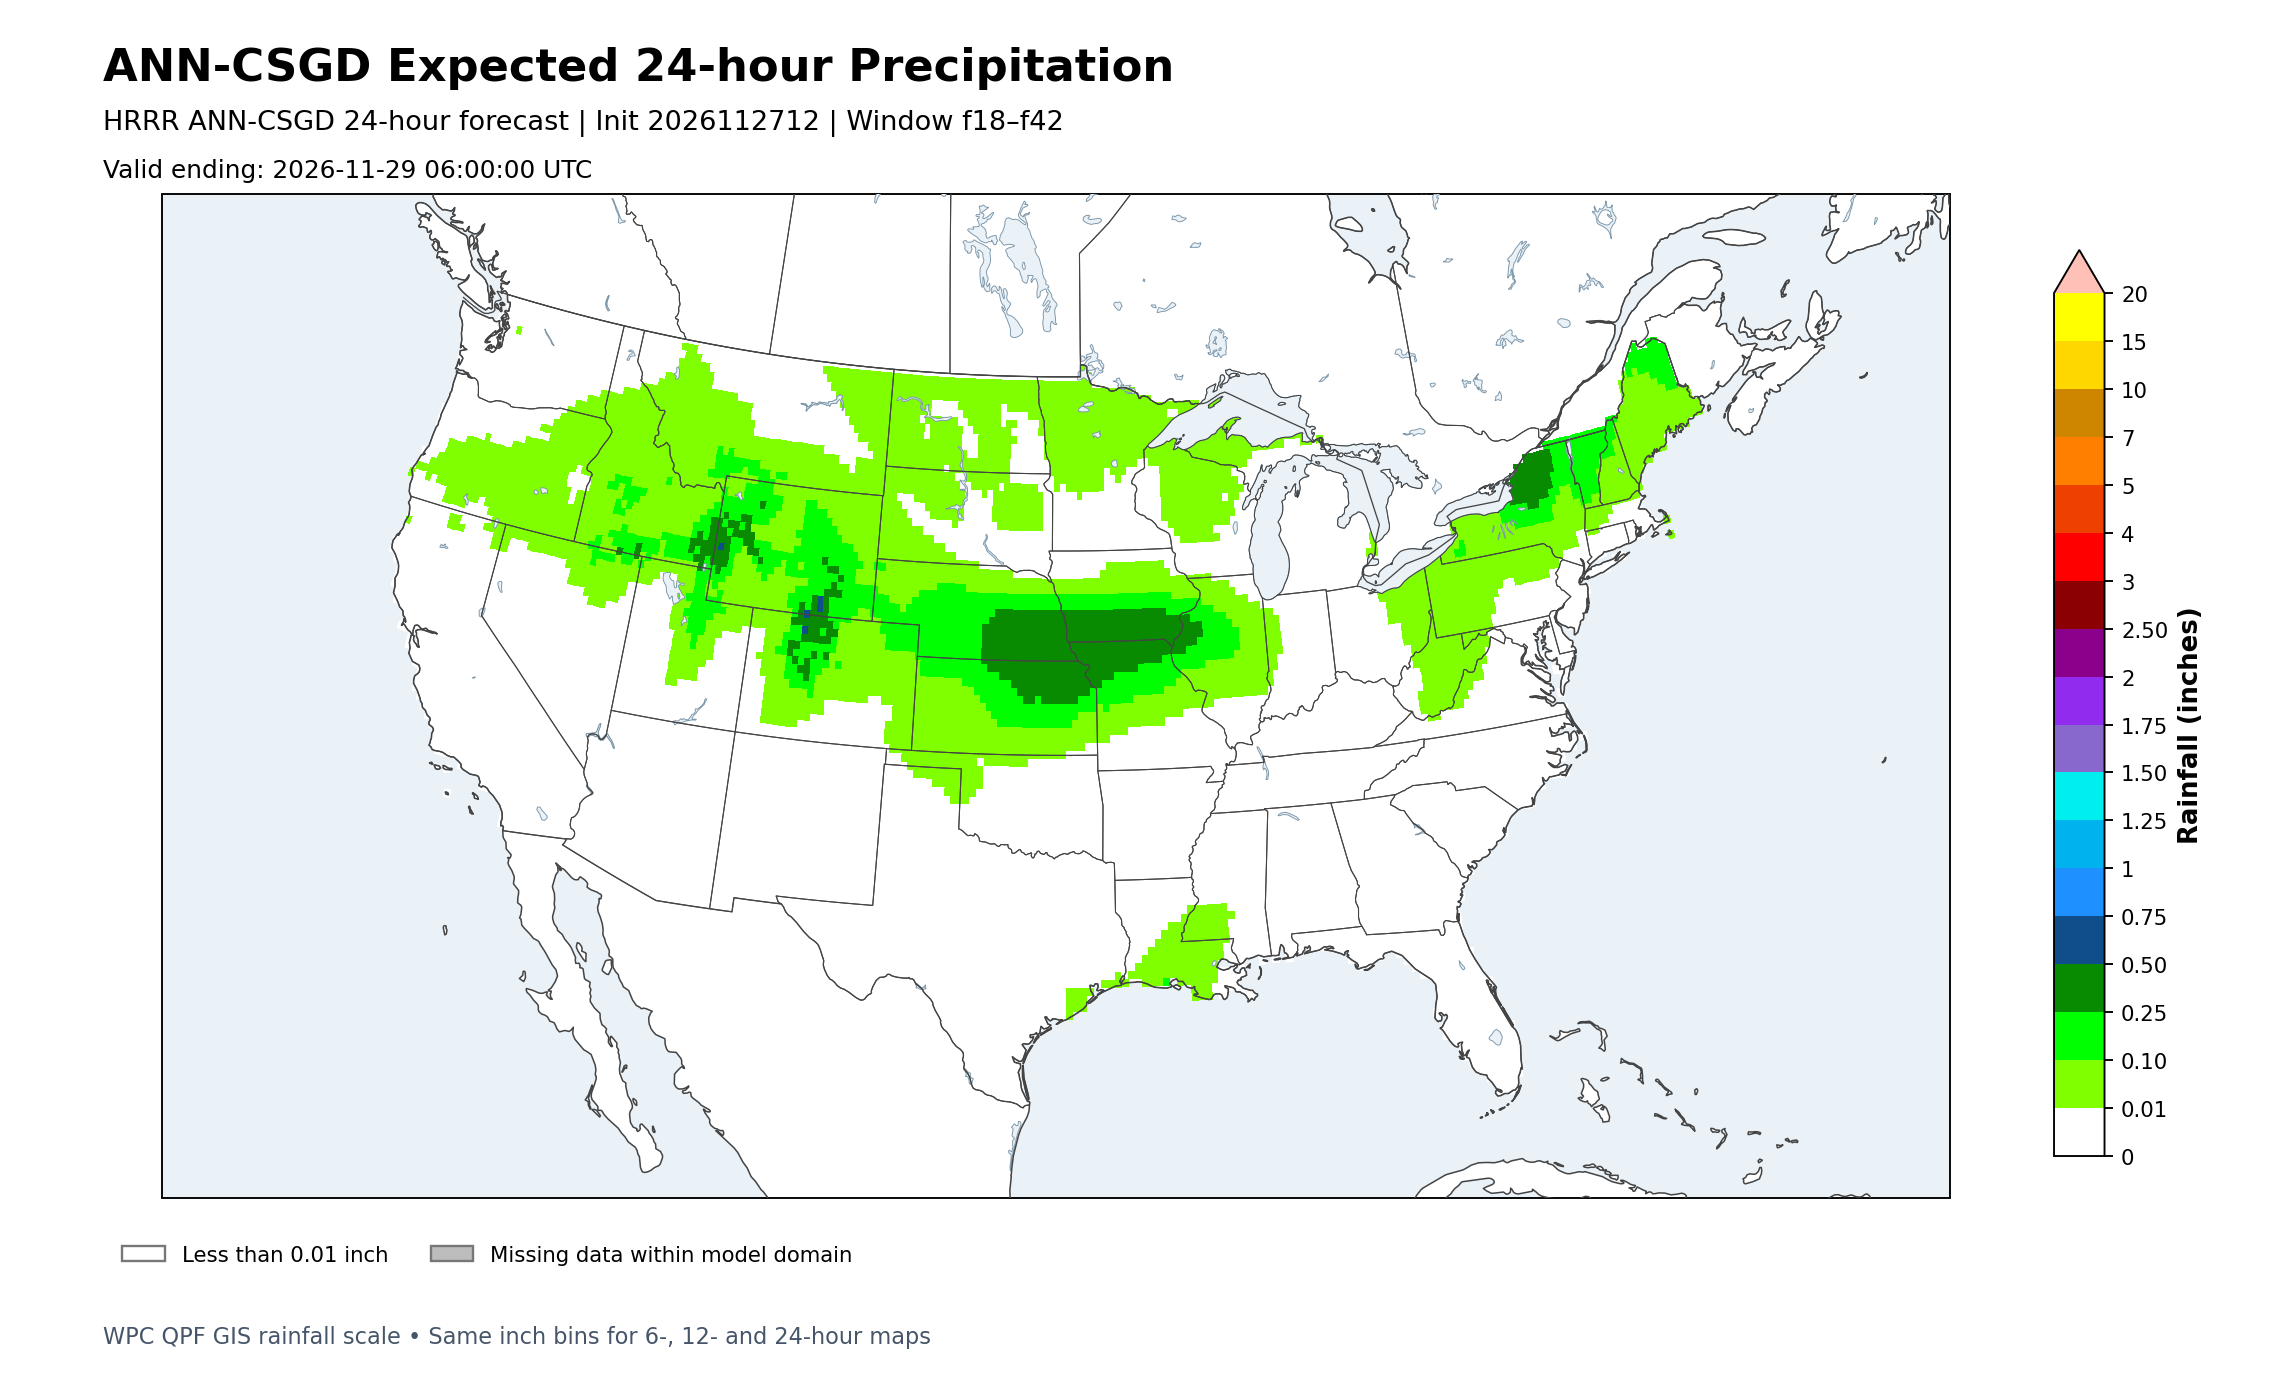 ANN-CSGD Expected 24-hour Precipitation
HRRR ANN-CSGD 24-hour forecast | Init 2026112712 | Window f18–f42
Valid ending: 2026-11-29 06:00:00 UTC
20
15
10
7
5
4
3
2.50
2
1.75
1.50
1.25
1
0.75
0.50
0.25
0.10
0.01
0
Rainfall (inches)
Less than 0.01 inch
Missing data within model domain
WPC QPF GIS rainfall scale • Same inch bins for 6-, 12- and 24-hour maps